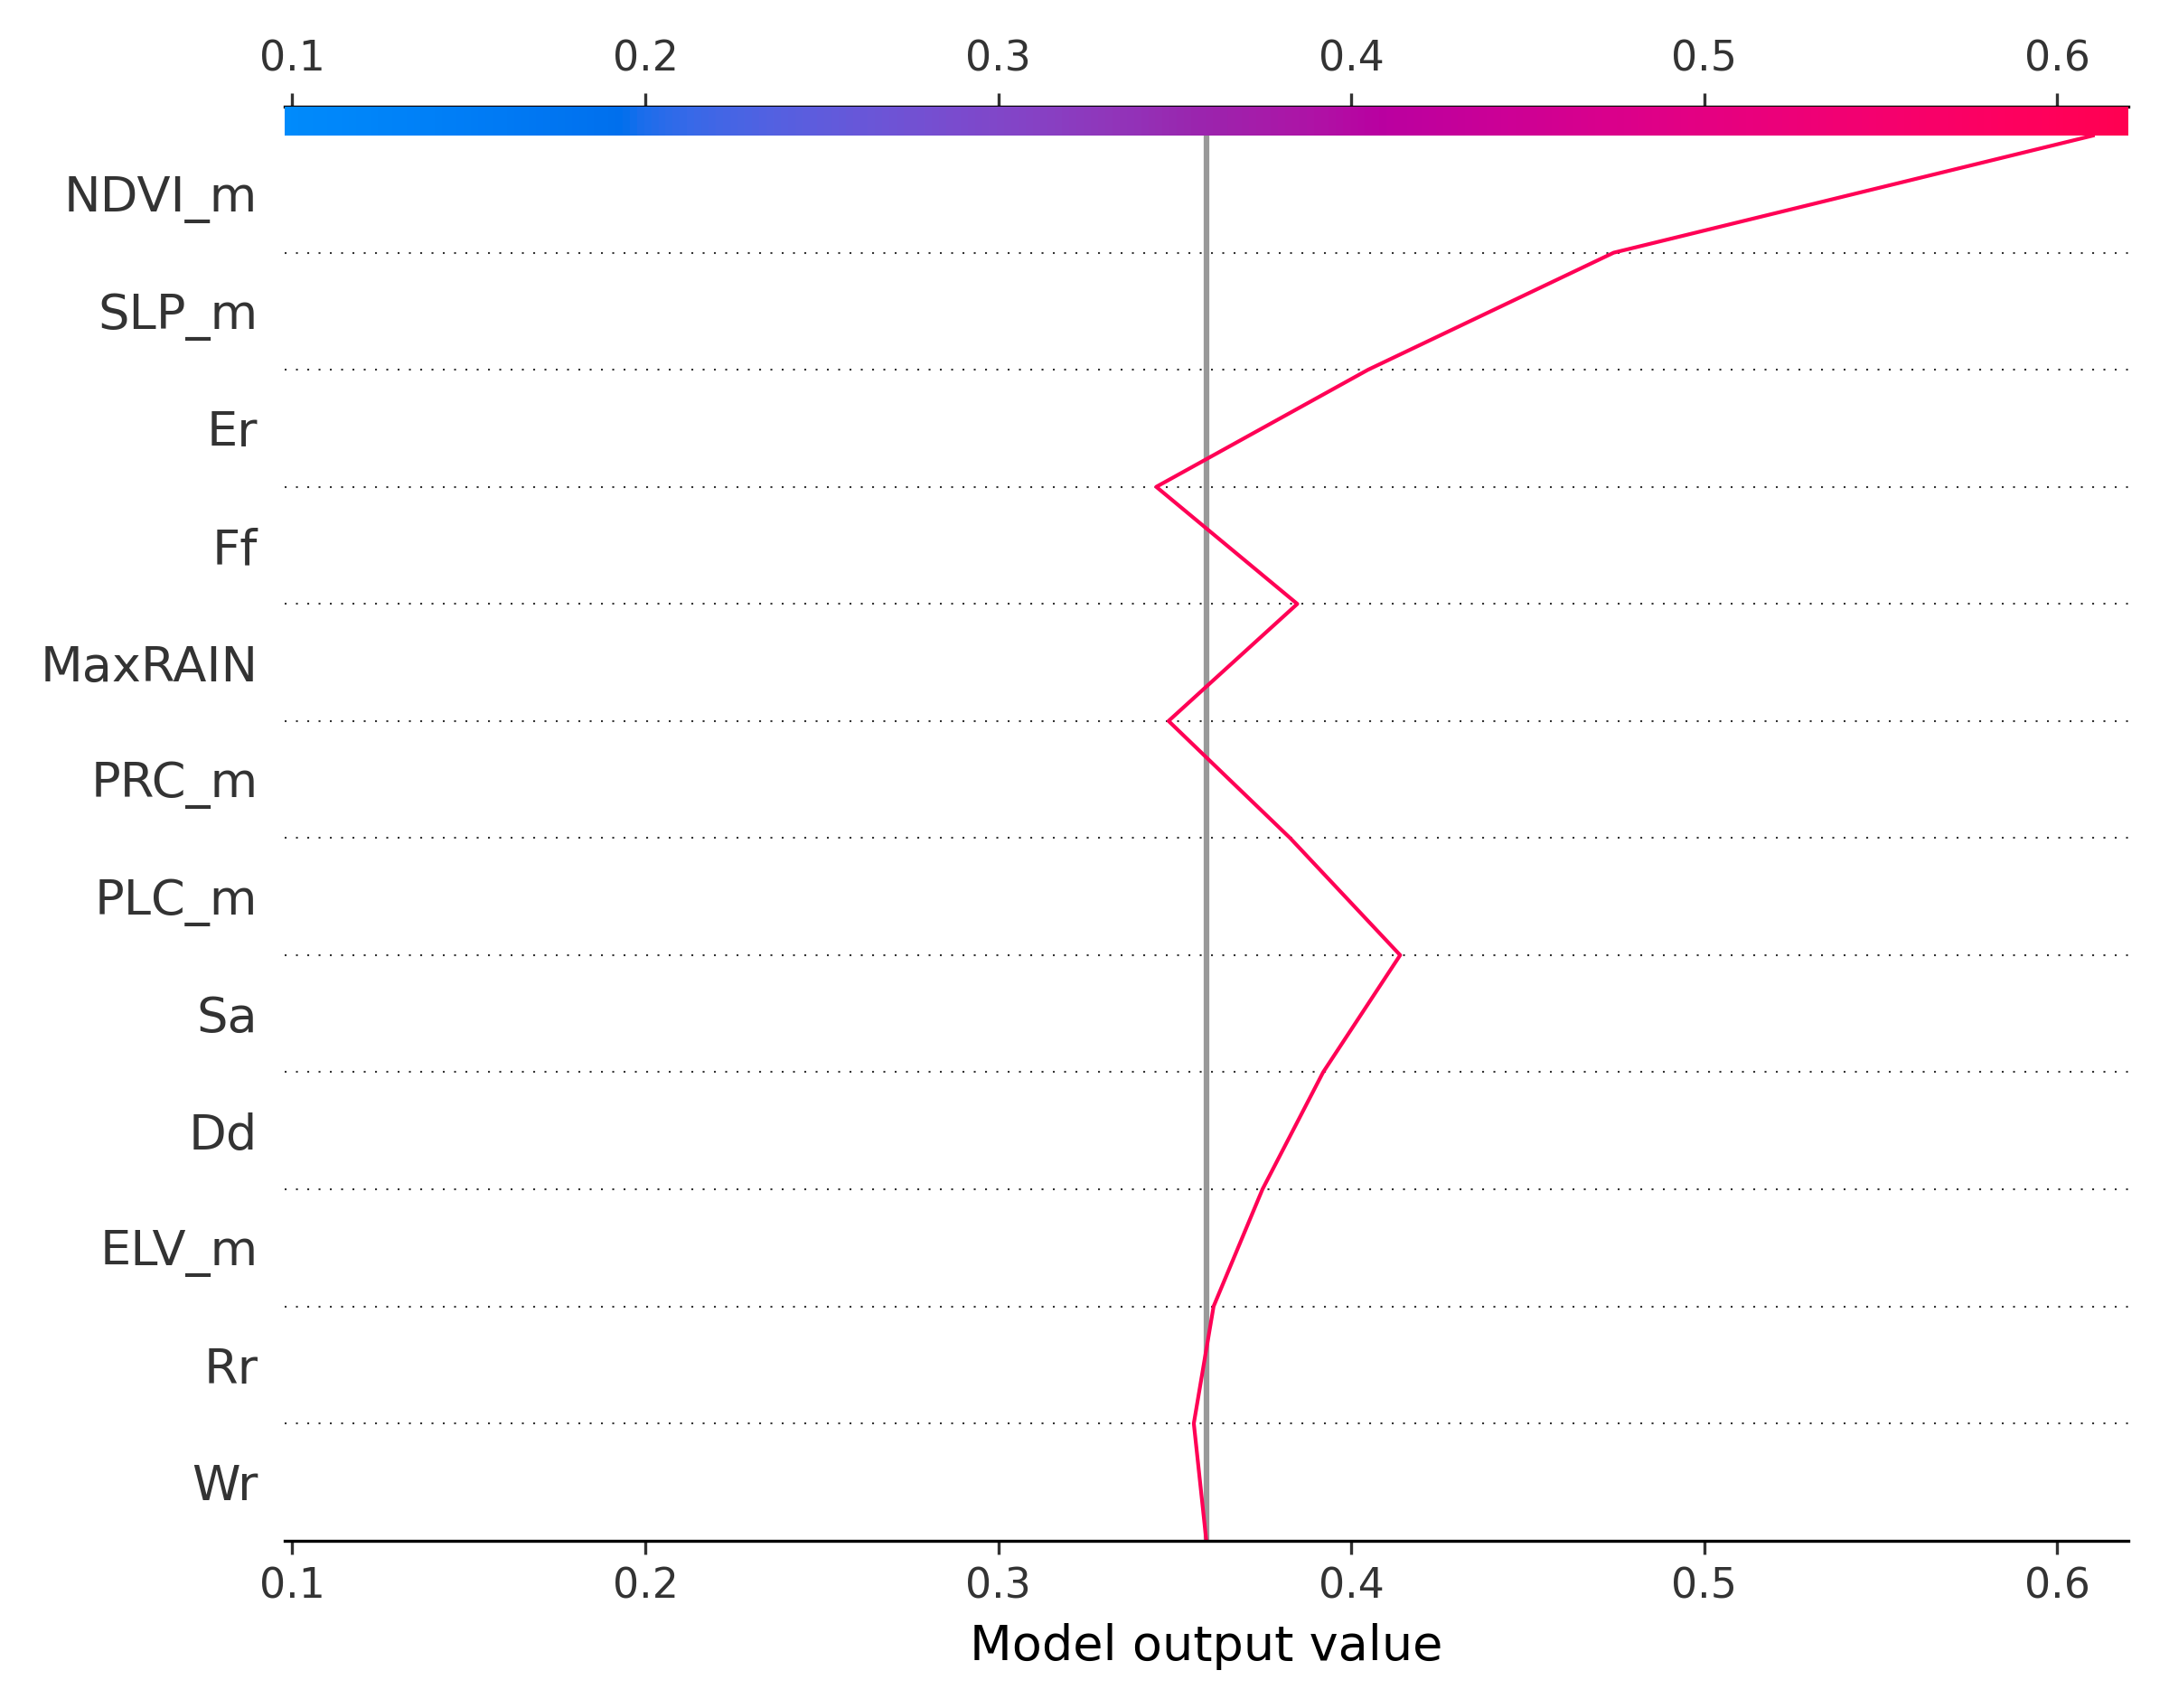 0.1 0.2 0.3 0.4 0.5 0.6
NDVI_m
SLP_m
Er
Ff
MaxRAIN
PRC_m
PLC_m
Sa
Dd
ELV_m
Rr
Wr
0.1 0.2 0.3 0.4 0.5 0.6
Model output value